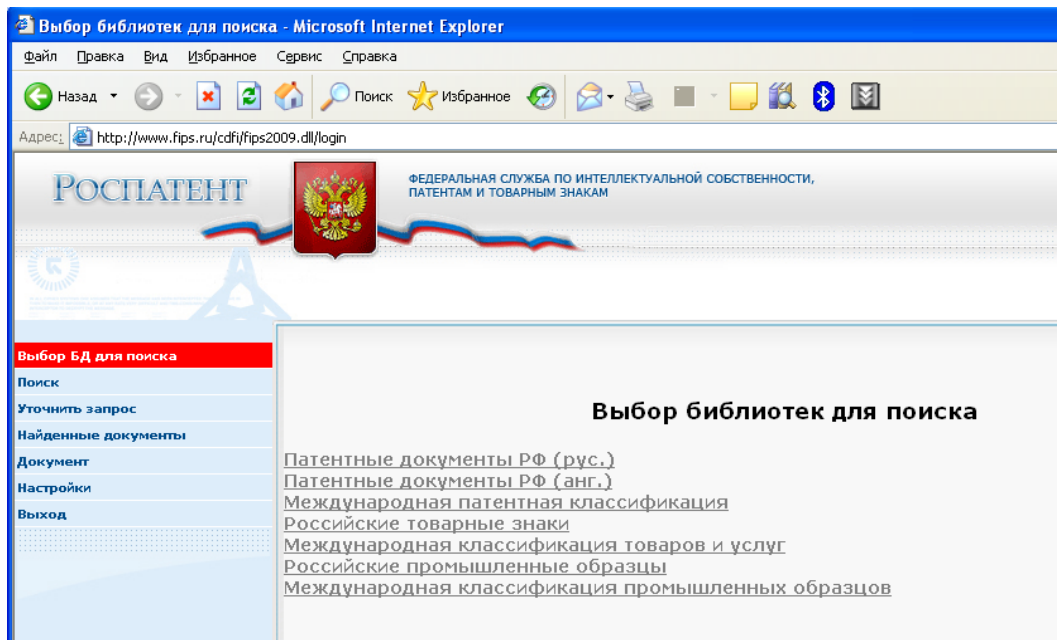 Выбор библиотек для поиска - Microsoft Internet Explorer
Файл Правка Вид Избранное Сервис Справка
Назад Поиск Избранное
Адрес: http://www.fips.ru/cdfi/fips2009.dll/login
РОСПАТЕНТ
ФЕДЕРАЛЬНАЯ СЛУЖБА ПО ИНТЕЛЛЕКТУАЛЬНОЙ СОБСТВЕННОСТИ,
ПАТЕНТАМ И ТОВАРНЫМ ЗНАКАМ
Выбор БД для поиска
Поиск
Уточнить запрос
Найденные документы
Документ
Настройки
Выход
Выбор библиотек для поиска
Патентные документы РФ (рус.)
Патентные документы РФ (анг.)
Международная патентная классификация
Российские товарные знаки
Международная классификация товаров и услуг
Российские промышленные образцы
Международная классификация промышленных образцов